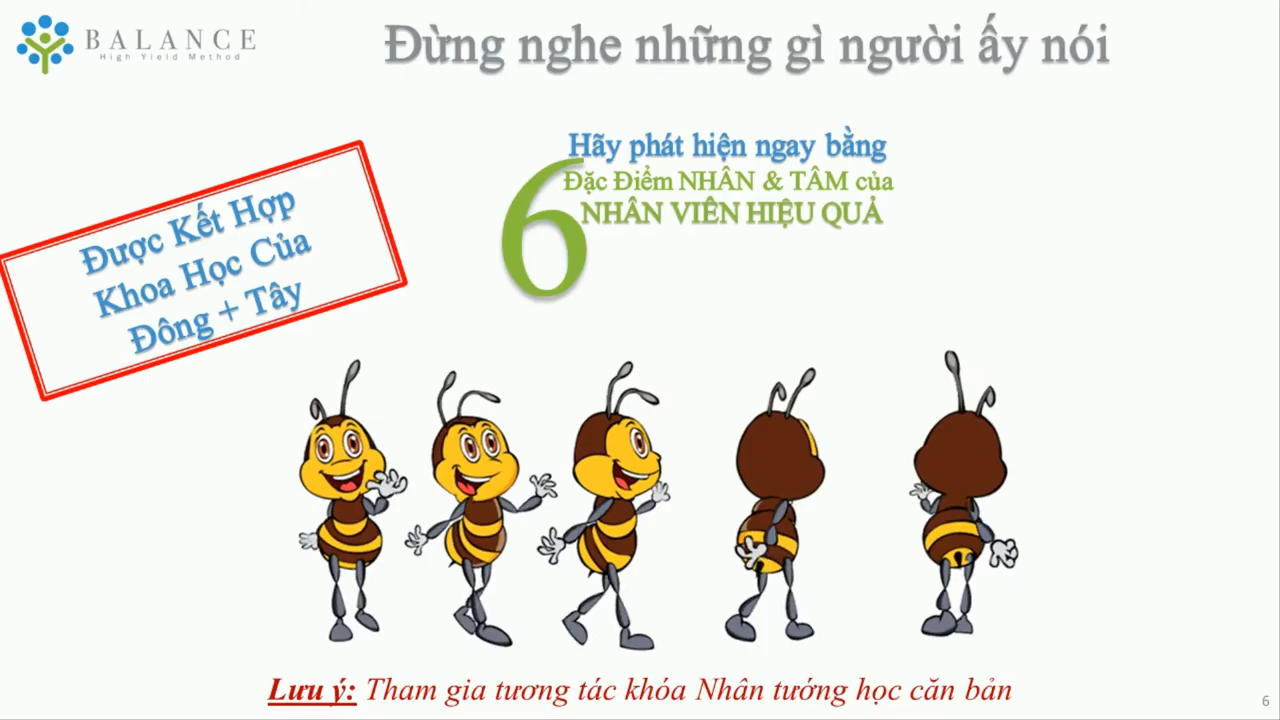 BALANCE
High Yield Method
Đừng nghe những gì người ấy nói
Hãy phát hiện ngay bằng
6
Đặc Điểm NHÂN & TÂM của
NHÂN VIÊN HIỆU QUẢ
Được Kết Hợp
Khoa Học Của
Đông + Tây
Lưu ý: Tham gia tương tác khóa Nhân tướng học căn bản
6